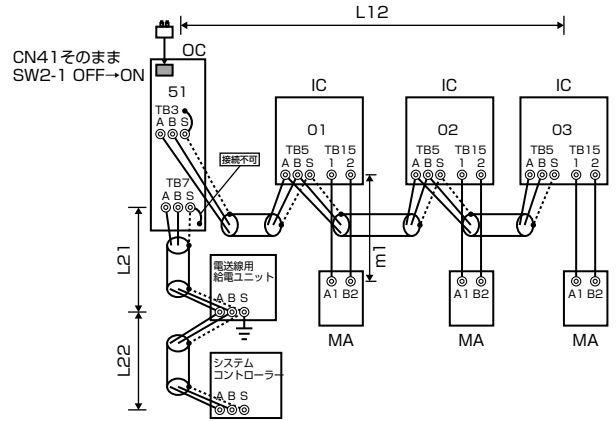 L12
OC
CN41そのまま
SW2-1 OFF→ON
51
TB3
A B S
TB7
A B S
接続不可
IC
01
TB5 TB15
A B S 1 2
IC
02
TB5 TB15
A B S 1 2
IC
03
TB5 TB15
A B S 1 2
m1
A1 B2
MA
A1 B2
MA
A1 B2
MA
L21
電送線用
給電ユニット
A B S
L22
システム
コントローラー
A B S